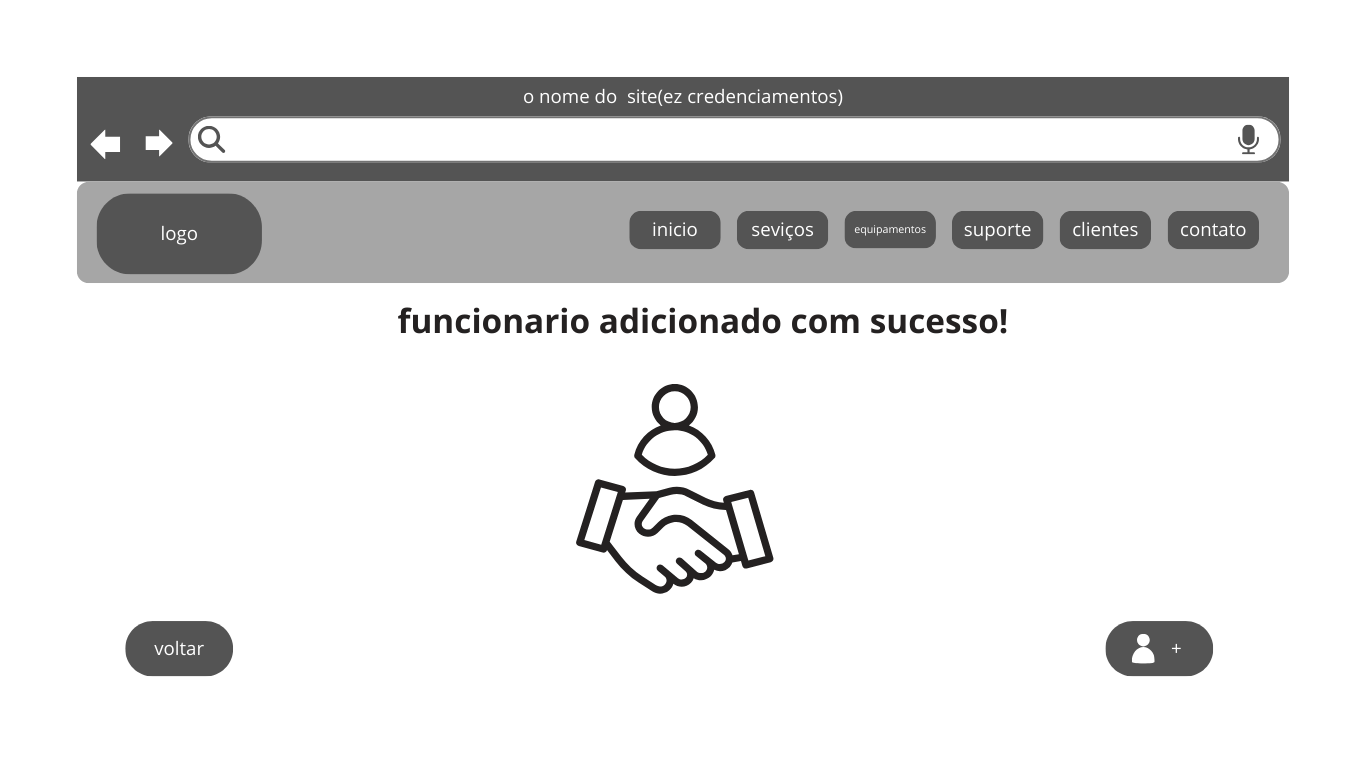 o nome do  site(ez credenciamentos)
logo
inicio
seviços
equipamentos
suporte
clientes
contato
funcionario adicionado com sucesso!
voltar
+